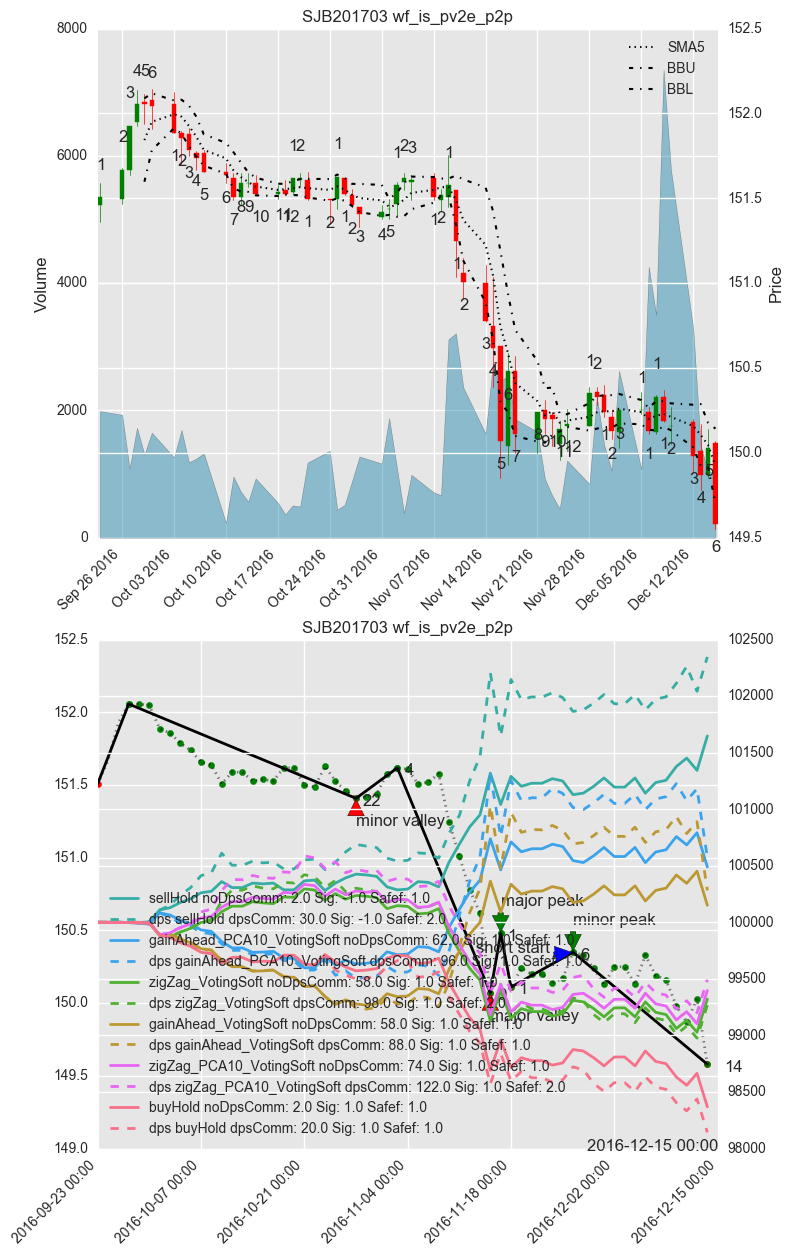 SJB201703 wf_is_pv2e_p2p
8000
6000
4000
2000
0
Volume
152.5
152.0
151.5
151.0
150.5
150.0
149.5
Price
SMA5
BBU
BBL
Sep 26 2016
Oct 03 2016
Oct 10 2016
Oct 17 2016
Oct 24 2016
Oct 31 2016
Nov 07 2016
Nov 14 2016
Nov 21 2016
Nov 28 2016
Dec 05 2016
Dec 12 2016
SJB201703 wf_is_pv2e_p2p
152.5
152.0
151.5
151.0
150.5
150.0
149.5
149.0
102500
102000
101500
101000
100500
100000
99500
99000
98500
98000
22
4
minor valley
major peak
minor peak
1
short start
6
1
major valley
14
sellHold noDpsComm: 2.0 Sig: -1.0 Safef: 1.0
dps sellHold dpsComm: 30.0 Sig: -1.0 Safef: 2.0
gainAhead_PCA10_VotingSoft noDpsComm: 62.0 Sig: 1.0 Safef: 1.0
dps gainAhead_PCA10_VotingSoft dpsComm: 96.0 Sig: 1.0 Safef: 1.0
zigZag_VotingSoft noDpsComm: 58.0 Sig: 1.0 Safef: 1.0
dps zigZag_VotingSoft dpsComm: 98.0 Sig: 1.0 Safef: 2.0
gainAhead_VotingSoft noDpsComm: 58.0 Sig: 1.0 Safef: 1.0
dps gainAhead_VotingSoft dpsComm: 88.0 Sig: 1.0 Safef: 1.0
zigZag_PCA10_VotingSoft noDpsComm: 74.0 Sig: 1.0 Safef: 1.0
dps zigZag_PCA10_VotingSoft dpsComm: 122.0 Sig: 1.0 Safef: 2.0
buyHold noDpsComm: 2.0 Sig: 1.0 Safef: 1.0
dps buyHold dpsComm: 20.0 Sig: 1.0 Safef: 1.0
2016-12-15 00:00
2016-09-23 00:00
2016-10-07 00:00
2016-10-21 00:00
2016-11-04 00:00
2016-11-18 00:00
2016-12-02 00:00
2016-12-15 00:00